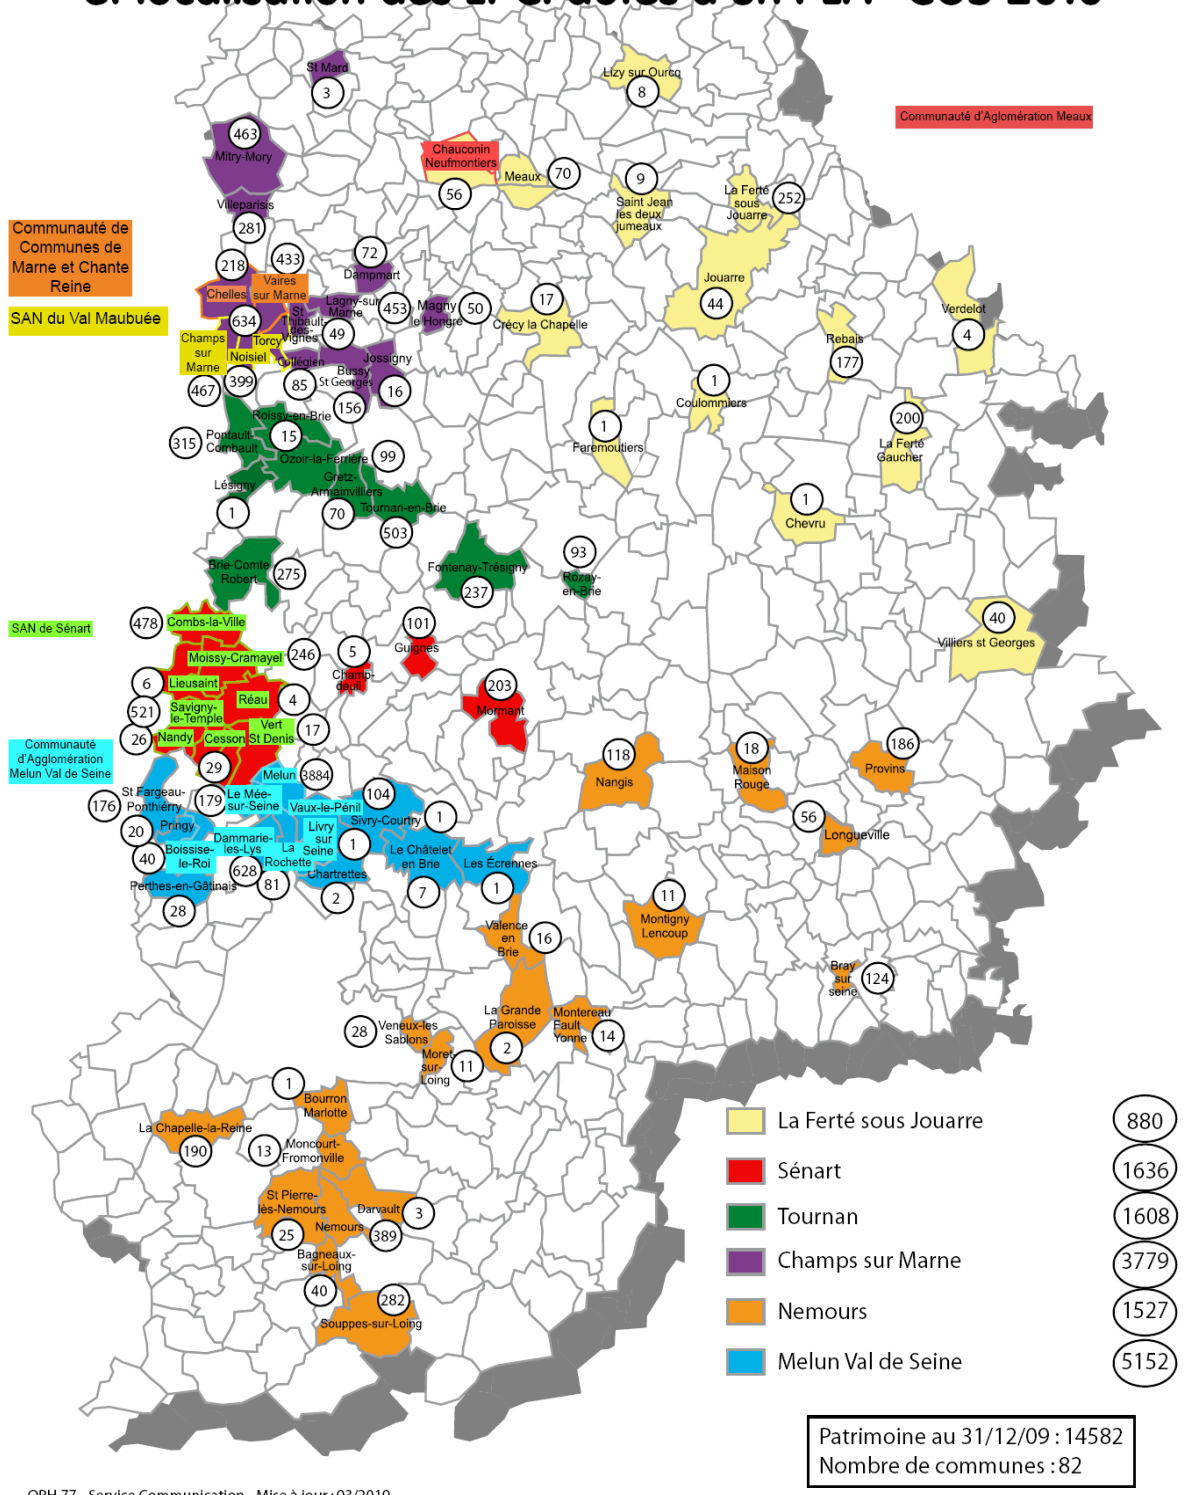 St Mard
3
Lizy sur Ourcq
8
Communauté d'Aglomération Meaux
463
Mitry-Mory
Chauconin
Neufmontiers
56
Meaux
70
9
Saint Jean
les deux
jumeaux
La Ferté
sous
Jouarre
252
Villeparisis
281
Communauté de
Communes de
Marne et Chante
Reine
218
433
72
Dampmart
Chelles
Vaires
sur Marne
Jouarre
44
SAN du Val Maubuée
634
St
Thibault-
des-
Vignes
Lagny-sur-
Marne
453
Magny
le Hongre
50
17
Crécy la Chapelle
Verdelot
4
49
Torcy
Champs
sur
Marne
Noisiel
Collégien
Jossigny
Bussy
St Georges
Rebais
177
467
399
85
156
16
1
Coulommiers
Roissy-en-Brie
315
Pontault-
Combault
15
Ozoir-la-Ferrière
99
1
Faremoutiers
200
La Ferté
Gaucher
Lésigny
1
Gretz-
Armainvilliers
70
Tournan-en-Brie
503
1
Chevru
Brie-Comte
Robert
275
Fontenay-Trésigny
237
93
Rozay-
en-Brie
SAN de Sénart
478
Combs-la-Ville
101
Guignes
40
Villiers st Georges
Moissy-Cramayel
246
5
Champ-
deuil
6
Lieusaint
Réau
4
203
Mormant
521
Savigny-
le-Temple
26
Nandy
Cesson
Vert
St Denis
17
29
Communauté
d'Agglomération
Melun Val de Seine
118
Nangis
18
Maison
Rouge
186
Provins
Melun
3884
176
St Fargeau-
Ponthiérry
179
Le Mée-
sur-Seine
Vaux-le-Pénil
104
Sivry-Courtry
1
56
Longueville
20
Pringy
40
Boissise-
le-Roi
Dammarie-
les-Lys
La
Rochette
Livry
sur
Seine
1
Le Châtelet
en Brie
7
Les Écrennes
1
628
81
Chartrettes
2
Perthes-en-Gâtinais
28
11
Montigny
Lencoup
Valence
en
Brie
16
Bray
sur
seine
124
28
Veneux-les
Sablons
Moret-
sur-
Loing
11
La Grande
Paroisse
2
Montereau
Fault
Yonne
14
1
Bourron
Marlotte
La Chapelle-la-Reine
190
13
Moncourt-
Fromonville
St Pierre-
lès-Nemours
25
Darvault
3
Nemours
389
Bagneaux-
sur-Loing
40
282
Souppes-sur-Loing
La Ferté sous Jouarre 880
Sénart 1636
Tournan 1608
Champs sur Marne 3779
Nemours 1527
Melun Val de Seine 5152
Patrimoine au 31/12/09 : 14582
Nombre de communes : 82
OPH 77 - Service Communication - Mise à jour : 03/2010